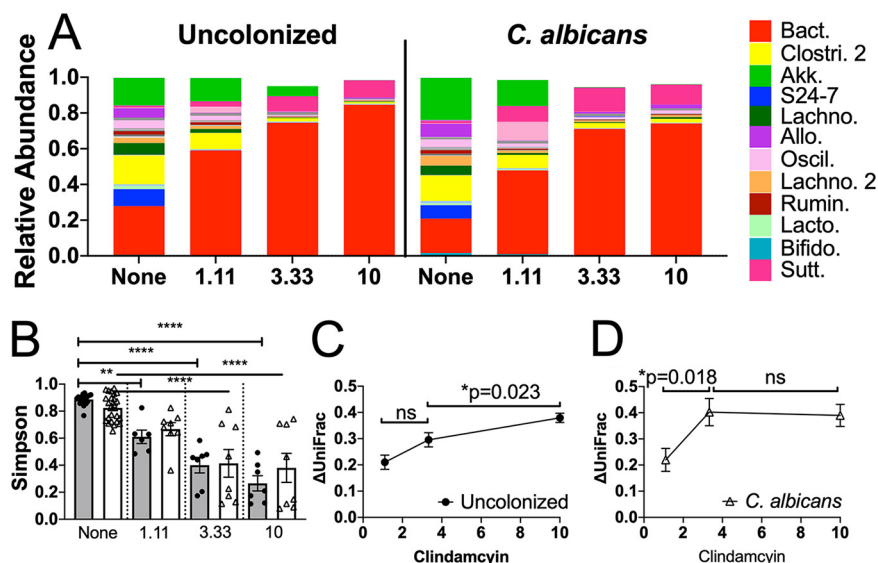 A
Uncolonized
C. albicans
Relative Abundance
1.0
0.8
0.6
0.4
0.2
0.0
None 1.11 3.33 10 None 1.11 3.33 10
Bact.
Clostri. 2
Akk.
S24-7
Lachno.
Allo.
Oscil.
Lachno. 2
Rumin.
Lacto.
Bifido.
Sutt.
B
Simpson
1.0
0.8
0.6
0.4
0.2
0.0
****
****
****
**
****
None 1.11 3.33 10
C
ΔUniFrac
0.5
0.4
0.3
0.2
0.1
0.0
*p=0.023
ns
Uncolonized
0 2 4 6 8 10
Clindamcyin
D
ΔUniFrac
0.5
0.4
0.3
0.2
0.1
0.0
*p=0.018
ns
C. albicans
0 2 4 6 8 10
Clindamcyin